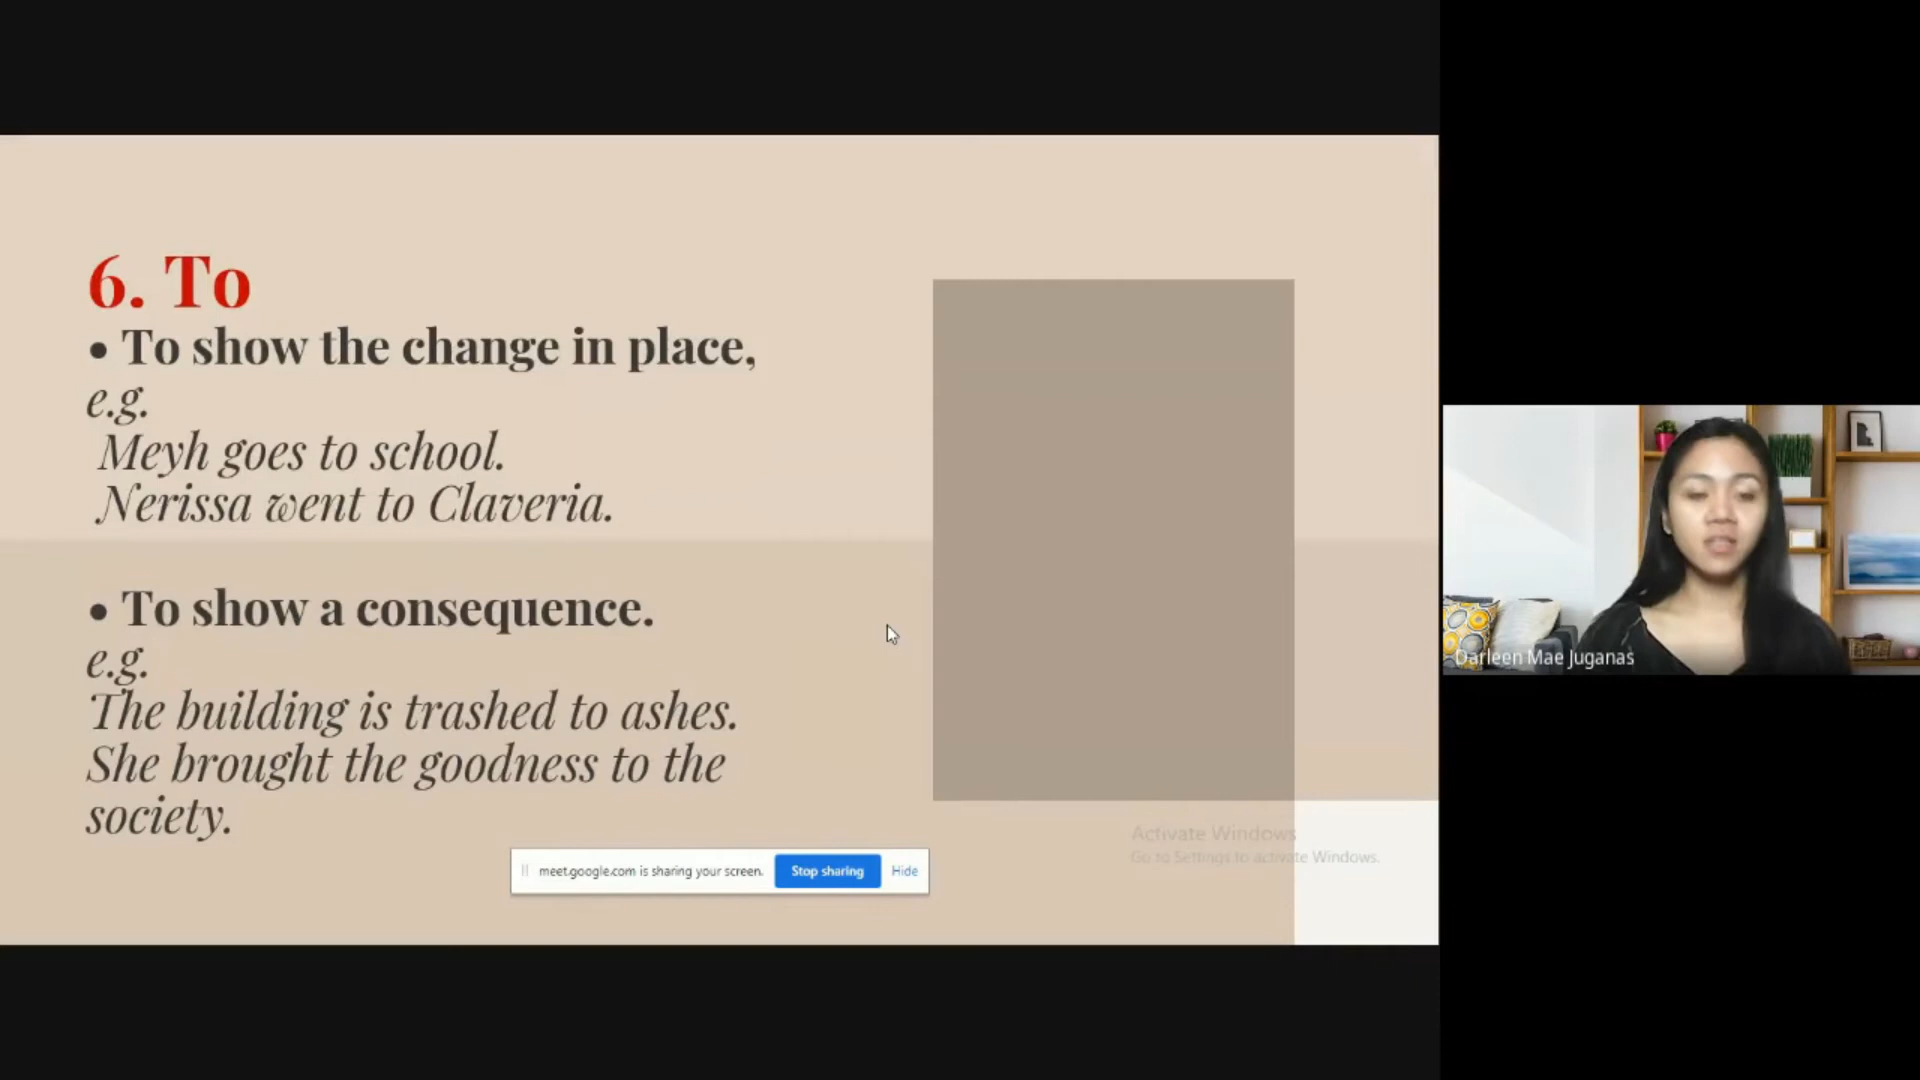 6. To
• To show the change in place,
e.g.
Meyh goes to school.
Nerissa went to Claveria.
• To show a consequence.
e.g.
The building is trashed to ashes.
She brought the goodness to the
society.
Activate Windows
Go to Settings to activate Windows.
meet.google.com is sharing your screen. Stop sharing Hide
Darleen Mae Juganas